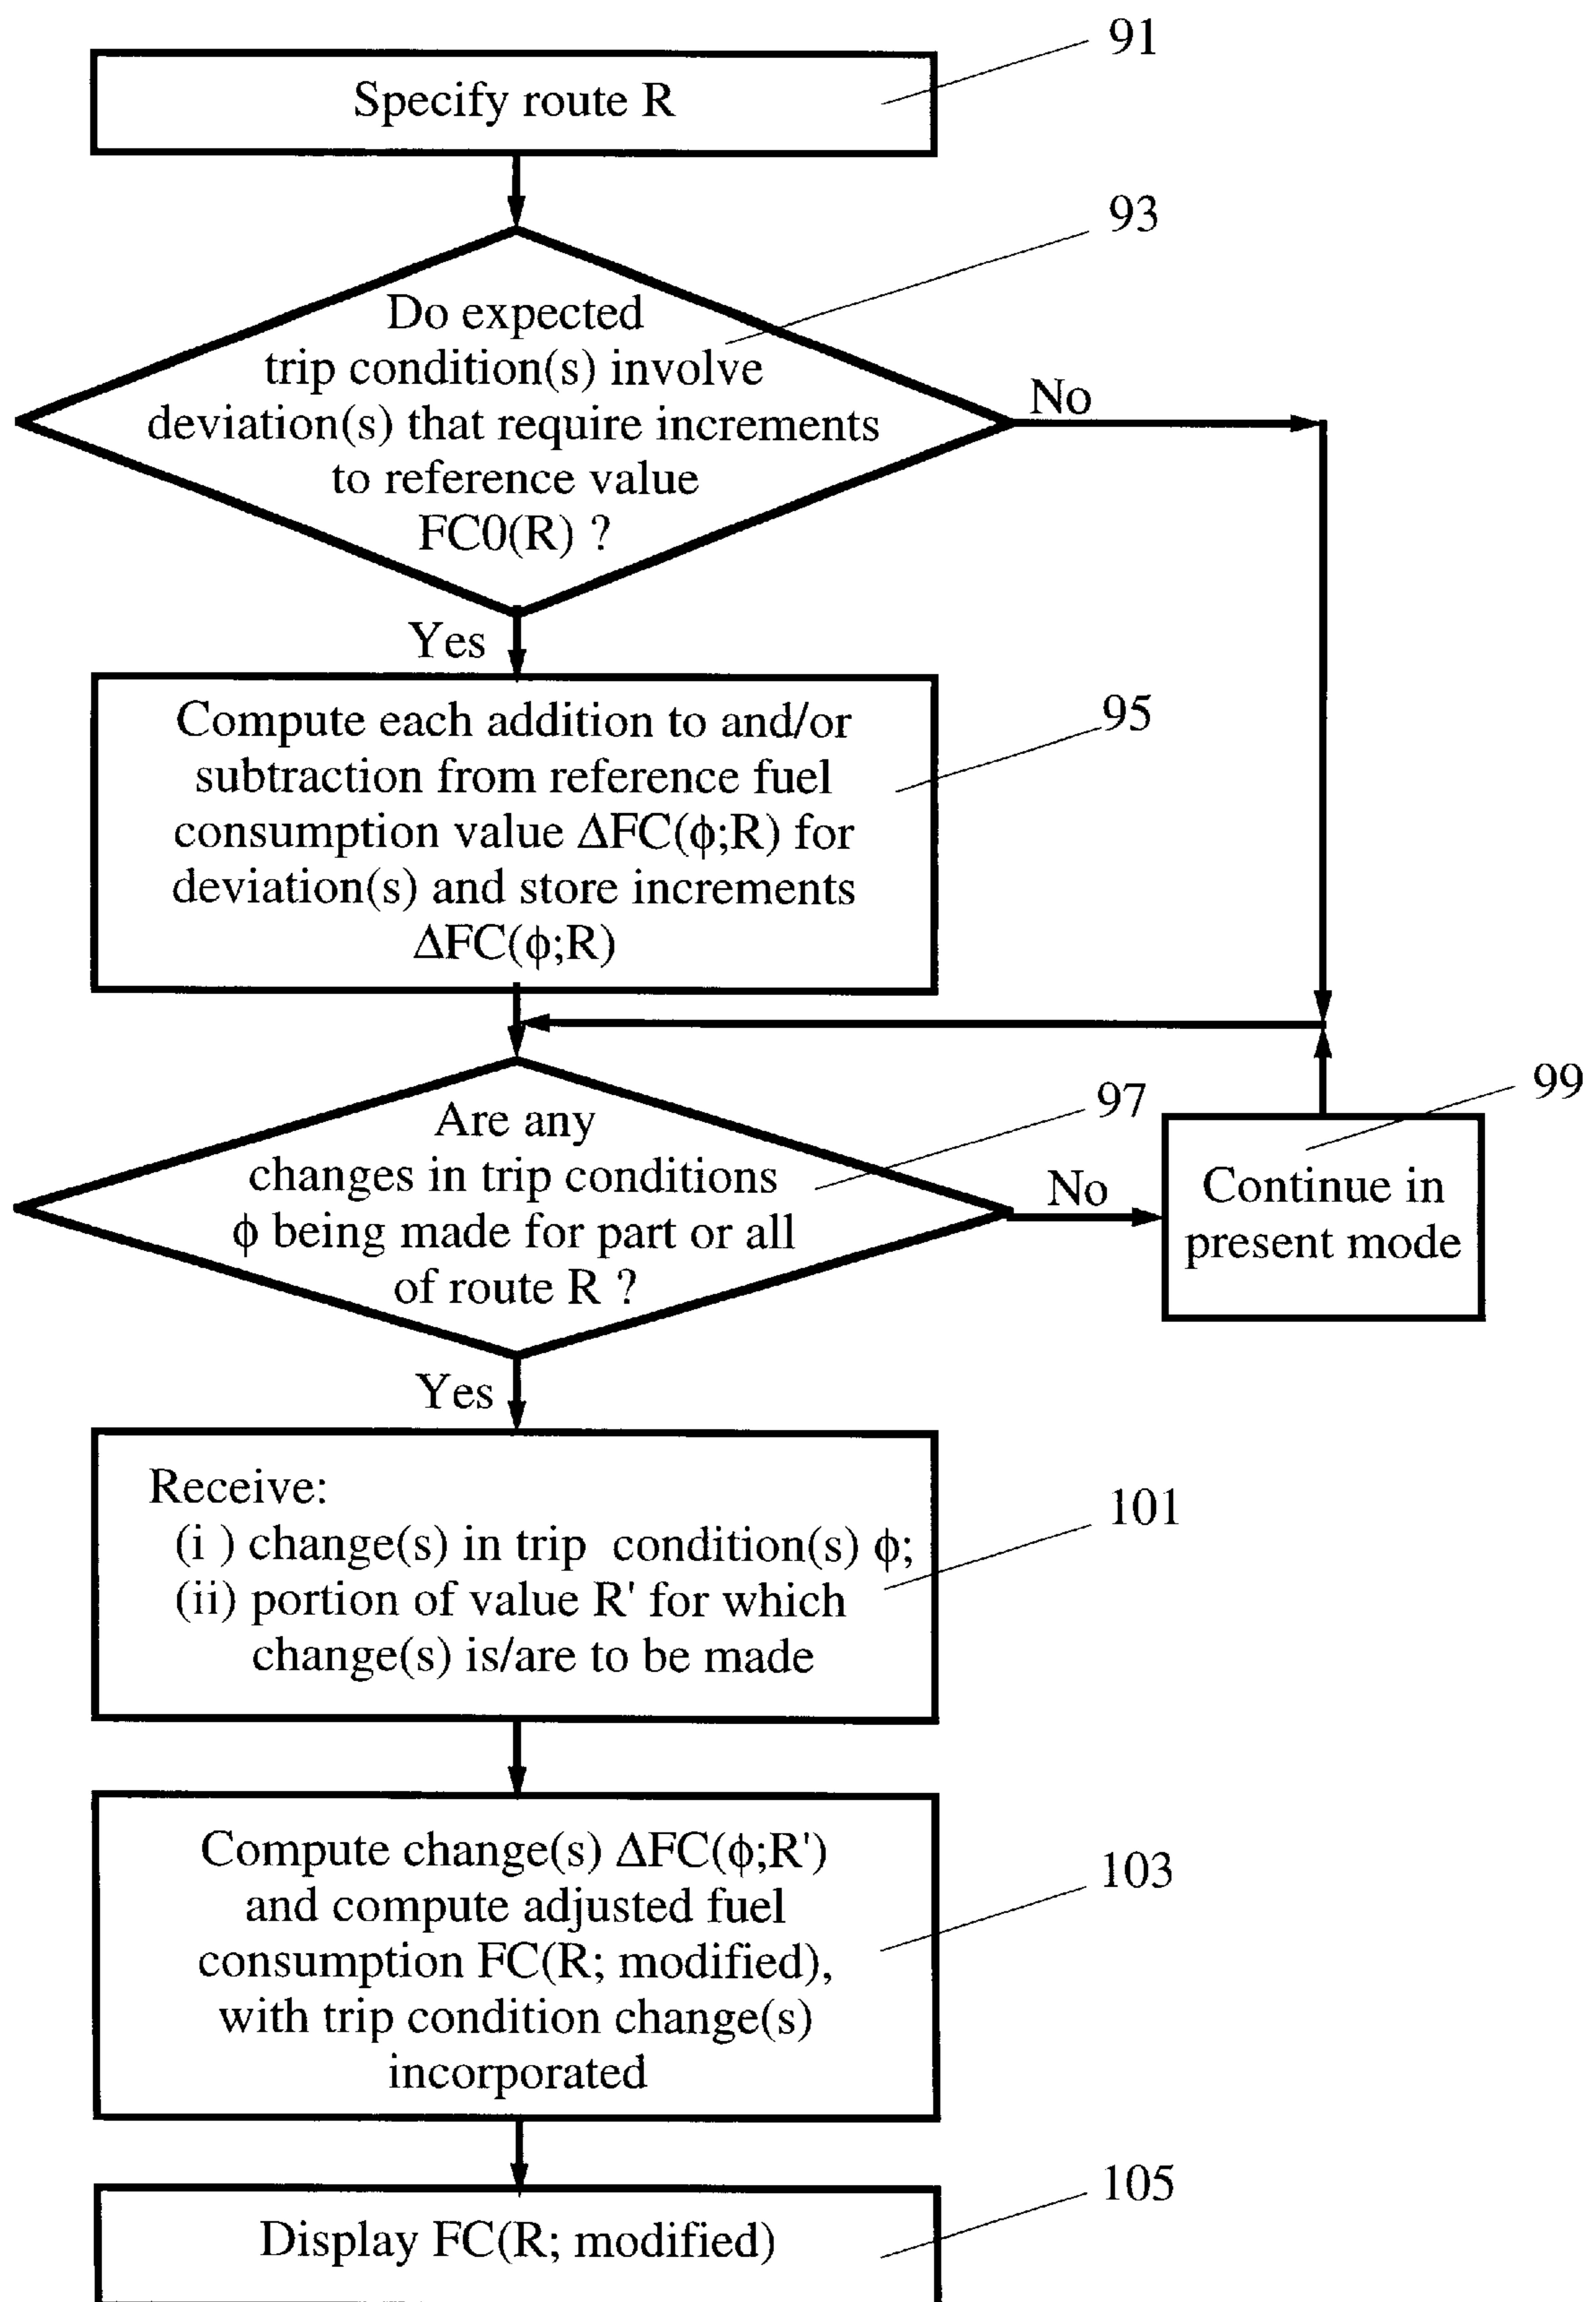 91
Specify route R
93
Do expected
trip condition(s) involve
deviation(s) that require increments
to reference value
FC0(R) ?
No
Yes
95
Compute each addition to and/or
subtraction from reference fuel
consumption value ΔFC(ϕ;R) for
deviation(s) and store increments
ΔFC(ϕ;R)
97
Are any
changes in trip conditions
ϕ being made for part or all
of route R ?
No
99
Continue in
present mode
Yes
101
Receive:
(i ) change(s) in trip condition(s) ϕ;
(ii) portion of value R' for which
change(s) is/are to be made
103
Compute change(s) ΔFC(ϕ;R')
and compute adjusted fuel
consumption FC(R; modified),
with trip condition change(s)
incorporated
105
Display FC(R; modified)